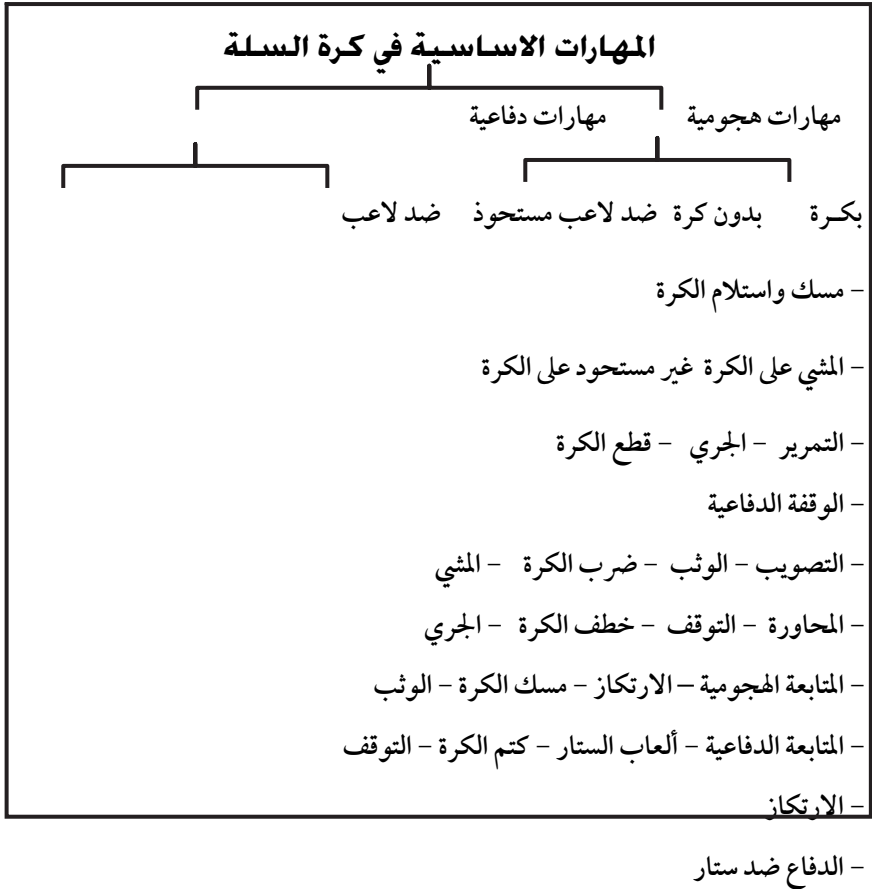 المهارات الاساسية في كرة السلة
مهارات هجومية مهارات دفاعية
بكرة بدون كرة ضد لاعب مستحوذ ضد لاعب
– مسك واستلام الكرة
– المشي على الكرة غير مستحود على الكرة
– التمرير – الجري – قطع الكرة
– الوقفة الدفاعية
– التصويب – الوثب – ضرب الكرة – المشي
– المحاورة – التوقف – خطف الكرة – الجري
– المتابعة الهجومية – الارتكاز – مسك الكرة – الوثب
– المتابعة الدفاعية – ألعاب الستار – كتم الكرة – التوقف
– الارتكاز
– الدفاع ضد ستار